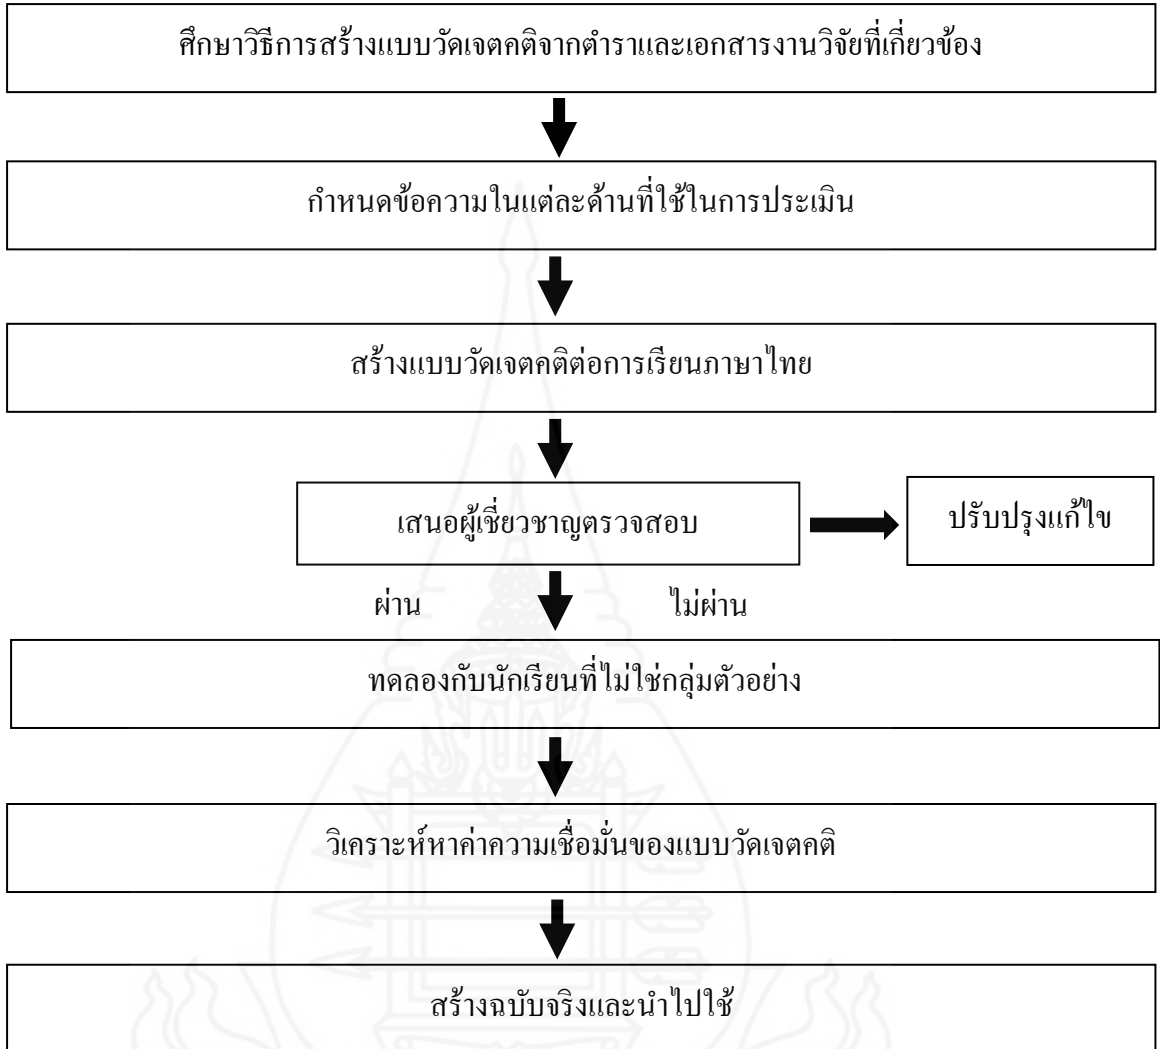 ศึกษาวิธีการสร้างแบบวัดเจตคติจากตำราและเอกสารงานวิจัยที่เกี่ยวข้อง
กำหนดข้อความในแต่ละด้านที่ใช้ในการประเมิน
สร้างแบบวัดเจตคติต่อการเรียนภาษาไทย
เสนอผู้เชี่ยวชาญตรวจสอบ
ปรับปรุงแก้ไข
ผ่าน
ไม่ผ่าน
ทดลองกับนักเรียนที่ไม่ใช่กลุ่มตัวอย่าง
วิเคราะห์หาค่าความเชื่อมั่นของแบบวัดเจตคติ
สร้างฉบับจริงและนำไปใช้